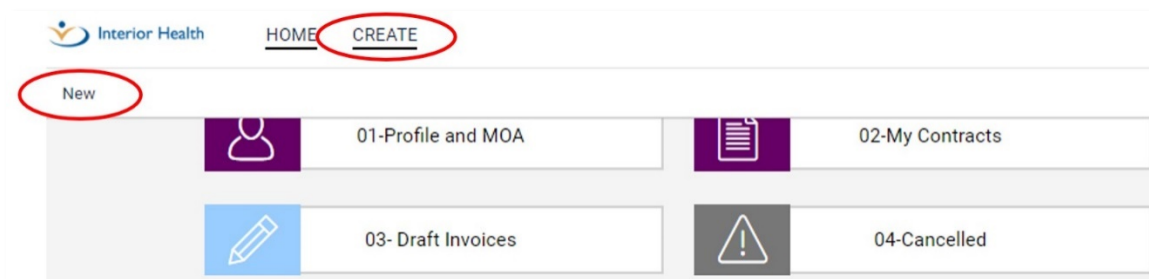 Interior Health HOME CREATE
New
01-Profile and MOA 02-My Contracts
03- Draft Invoices 04-Cancelled